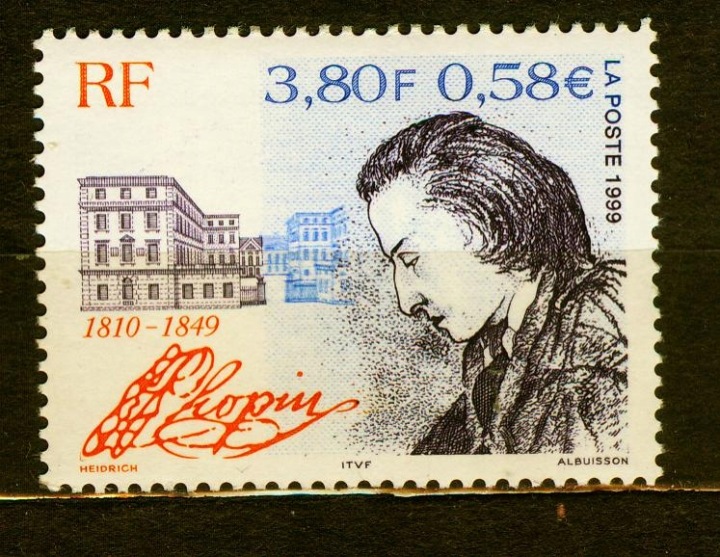 RF
3,80F 0,58€
LA POSTE 1999
1810 - 1849
Chopin
HEIDRICH
ITVF
ALBUISSON